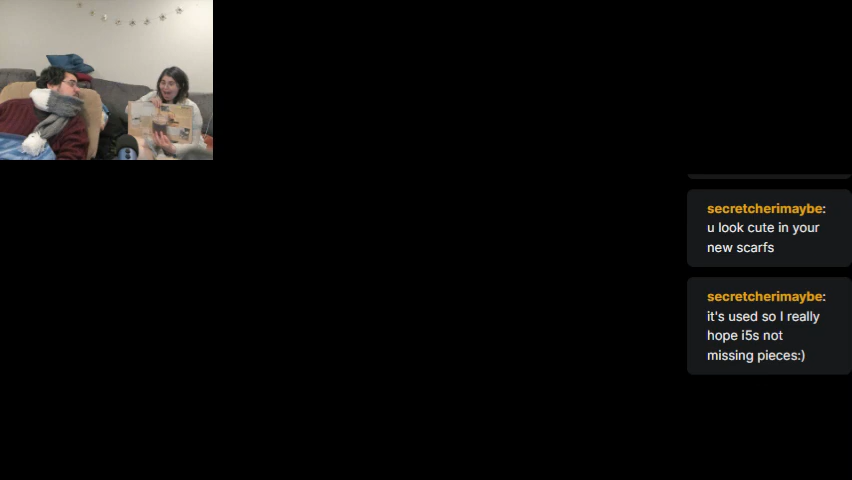 secretcherimaybe:
u look cute in your
new scarfs
secretcherimaybe:
it's used so I really
hope i5s not
missing pieces:)